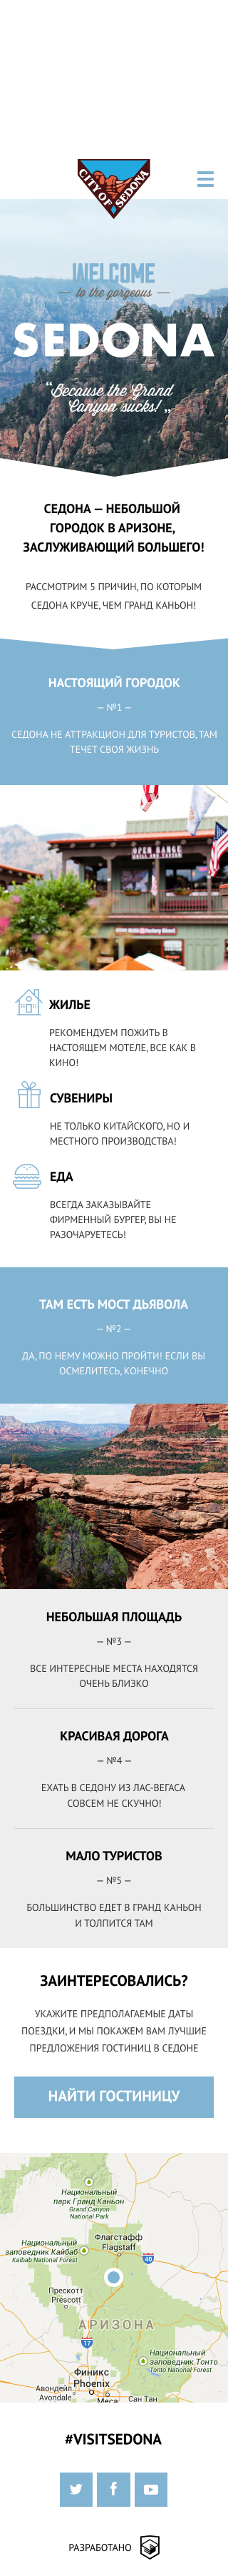 CITY OF SEDONA
WELCOME
to the gorgeous
SEDONA
“Because the Grand
Canyon sucks!„
СЕДОНА — НЕБОЛЬШОЙ
ГОРОДОК В АРИЗОНЕ,
ЗАСЛУЖИВАЮЩИЙ БОЛЬШЕГО!
РАССМОТРИМ 5 ПРИЧИН, ПО КОТОРЫМ
СЕДОНА КРУЧЕ, ЧЕМ ГРАНД КАНЬОН!
НАСТОЯЩИЙ ГОРОДОК
— №1 —
СЕДОНА НЕ АТТРАКЦИОН ДЛЯ ТУРИСТОВ, ТАМ
ТЕЧЕТ СВОЯ ЖИЗНЬ
ЖИЛЬЕ
РЕКОМЕНДУЕМ ПОЖИТЬ В
НАСТОЯЩЕМ МОТЕЛЕ, ВСЕ КАК В
КИНО!
СУВЕНИРЫ
НЕ ТОЛЬКО КИТАЙСКОГО, НО И
МЕСТНОГО ПРОИЗВОДСТВА!
ЕДА
ВСЕГДА ЗАКАЗЫВАЙТЕ
ФИРМЕННЫЙ БУРГЕР, ВЫ НЕ
РАЗОЧАРУЕТЕСЬ!
ТАМ ЕСТЬ МОСТ ДЬЯВОЛА
— №2 —
ДА, ПО НЕМУ МОЖНО ПРОЙТИ! ЕСЛИ ВЫ
ОСМЕЛИТЕСЬ, КОНЕЧНО
НЕБОЛЬШАЯ ПЛОЩАДЬ
— №3 —
ВСЕ ИНТЕРЕСНЫЕ МЕСТА НАХОДЯТСЯ
ОЧЕНЬ БЛИЗКО
КРАСИВАЯ ДОРОГА
— №4 —
ЕХАТЬ В СЕДОНУ ИЗ ЛАС-ВЕГАСА
СОВСЕМ НЕ СКУЧНО!
МАЛО ТУРИСТОВ
— №5 —
БОЛЬШИНСТВО ЕДЕТ В ГРАНД КАНЬОН
И ТОЛПИТСЯ ТАМ
ЗАИНТЕРЕСОВАЛИСЬ?
УКАЖИТЕ ПРЕДПОЛАГАЕМЫЕ ДАТЫ
ПОЕЗДКИ, И МЫ ПОКАЖЕМ ВАМ ЛУЧШИЕ
ПРЕДЛОЖЕНИЯ ГОСТИНИЦ В СЕДОНЕ
НАЙТИ ГОСТИНИЦУ
Национальный
парк Гранд Каньон
Grand Canyon
National Park
Флагстафф
Flagstaff
Национальный
заповедник Кайбаб
Kaibab National Forest
40
Прескотт
Prescott
АРИЗОНА
17
Национальный
заповедник Тонто
Tonto National Forest
Финикс
Phoenix
Авондейл
Avondale
Меса
Сан Тан
#VISITSEDONA
РАЗРАБОТАНО